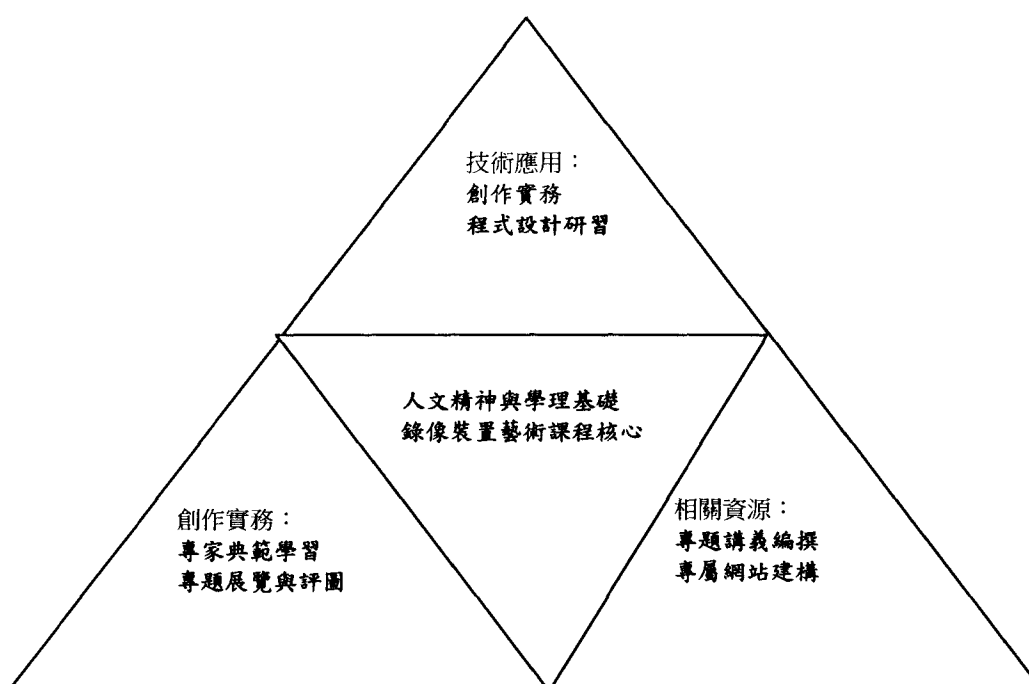 技術應用：
創作實務
程式設計研習
人文精神與學理基礎
錄像裝置藝術課程核心
創作實務：
專家典範學習
專題展覽與評圖
相關資源：
專題講義編撰
專屬網站建構